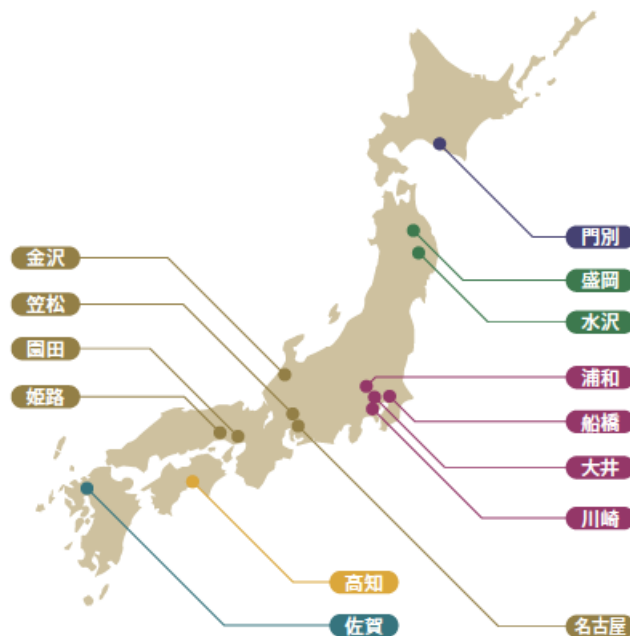 門別
盛岡
水沢
浦和
船橋
大井
川崎
金沢
笠松
園田
姫路
高知
佐賀
名古屋